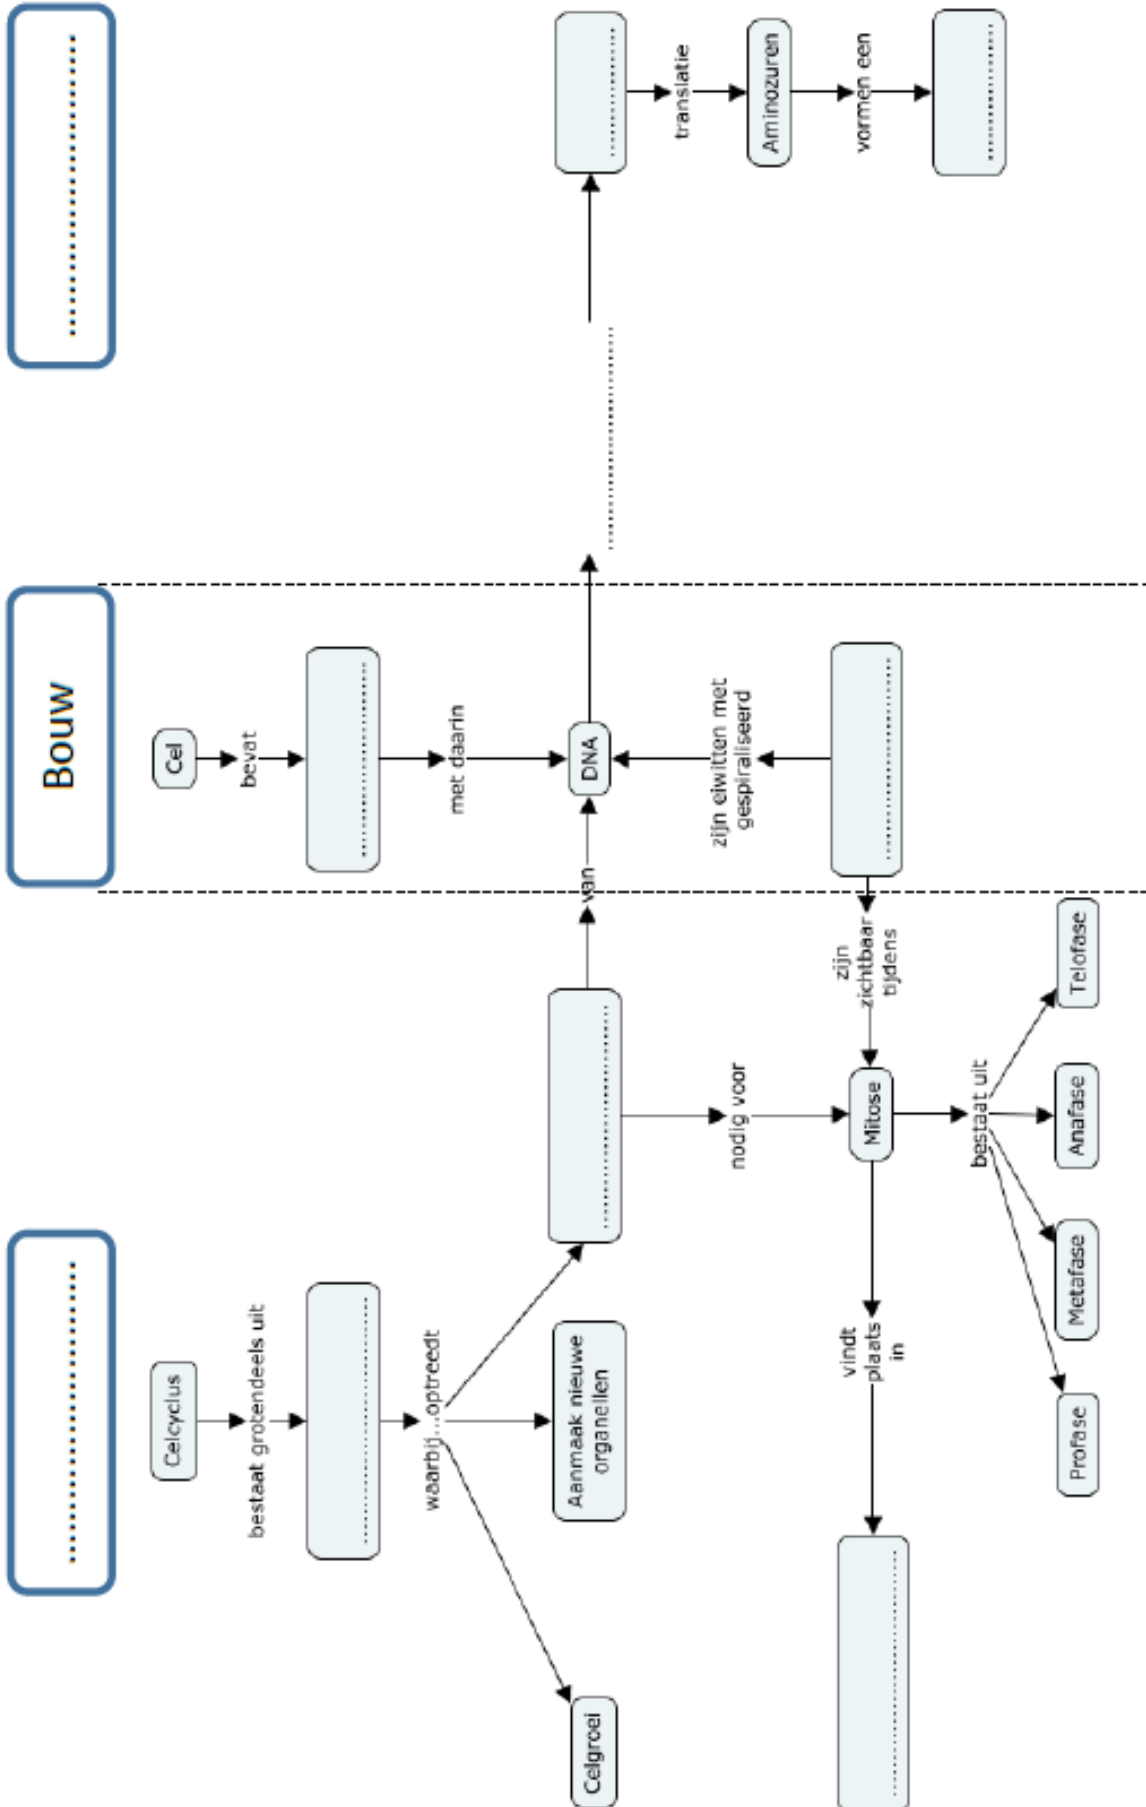 ....................................
Bouw
....................................
Celcyclus
bestaat grotendeels uit
....................................
waarbij...optreedt
Celgroei
Aanmaak nieuwe
organellen
....................................
van
nodig voor
Mitose
vindt
plaats
in
....................................
bestaat uit
Profase
Metafase
Anafase
Telofase
Cel
bevat
....................................
met daarin
DNA
zijn eiwitten met
gespiraliseerd
....................................
zijn
zichtbaar
tijdens
....................................
....................
translatie
Aminozuren
vormen een
....................